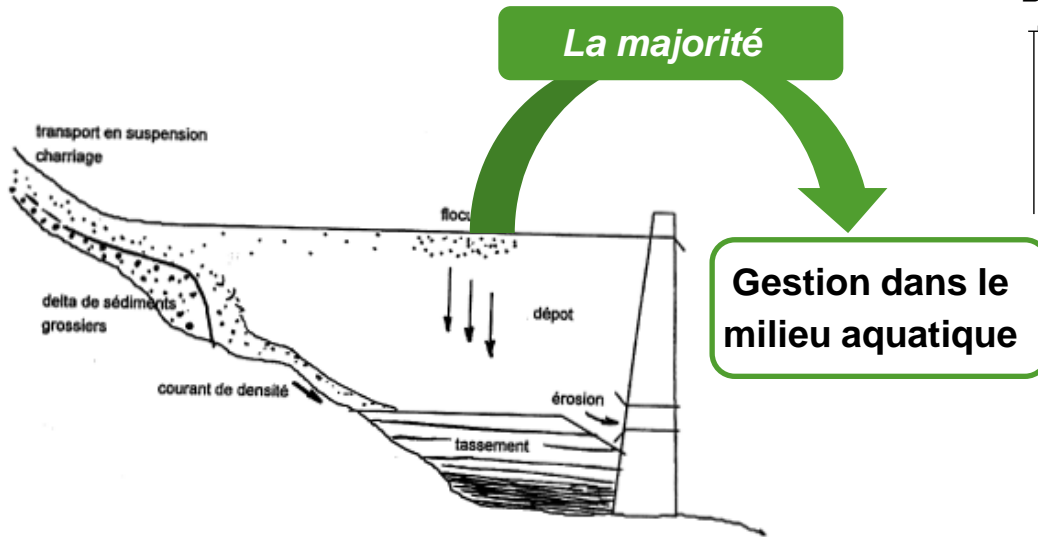 La majorité
transport en suspension
charriage
delta de sédiments
grossiers
dépôt
Gestion dans le
milieu aquatique
courant de densité
érosion
tassement